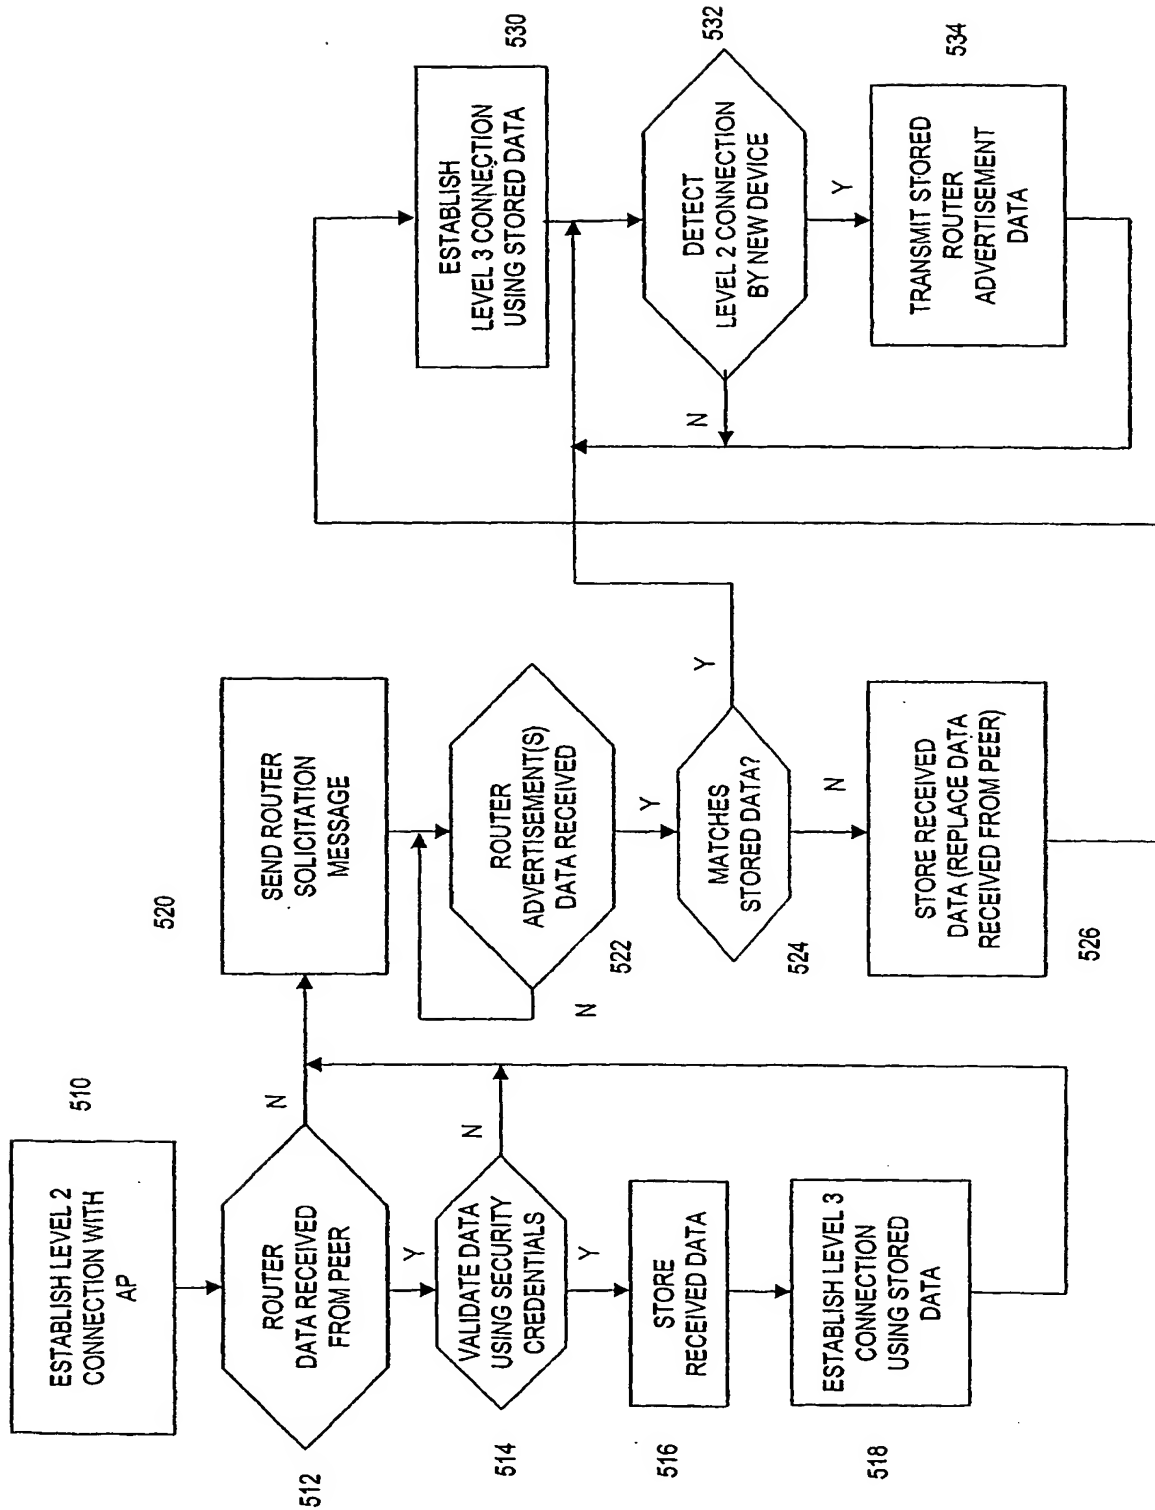 510
ESTABLISH LEVEL 2
CONNECTION WITH
AP
512
ROUTER
DATA RECEIVED
FROM PEER
N
Y
514
VALIDATE DATA
USING SECURITY
CREDENTIALS
N
Y
516
STORE
RECEIVED DATA
518
ESTABLISH LEVEL 3
CONNECTION
USING STORED
DATA
520
SEND ROUTER
SOLICITATION
MESSAGE
522
ROUTER
ADVERTISEMENT(S)
DATA RECEIVED
N
Y
524
MATCHES
STORED DATA?
Y
N
526
STORE RECEIVED
DATA (REPLACE DATA
RECEIVED FROM PEER)
530
ESTABLISH
LEVEL 3 CONNECTION
USING STORED DATA
532
DETECT
LEVEL 2 CONNECTION
BY NEW DEVICE
N
Y
534
TRANSMIT STORED
ROUTER
ADVERTISEMENT
DATA